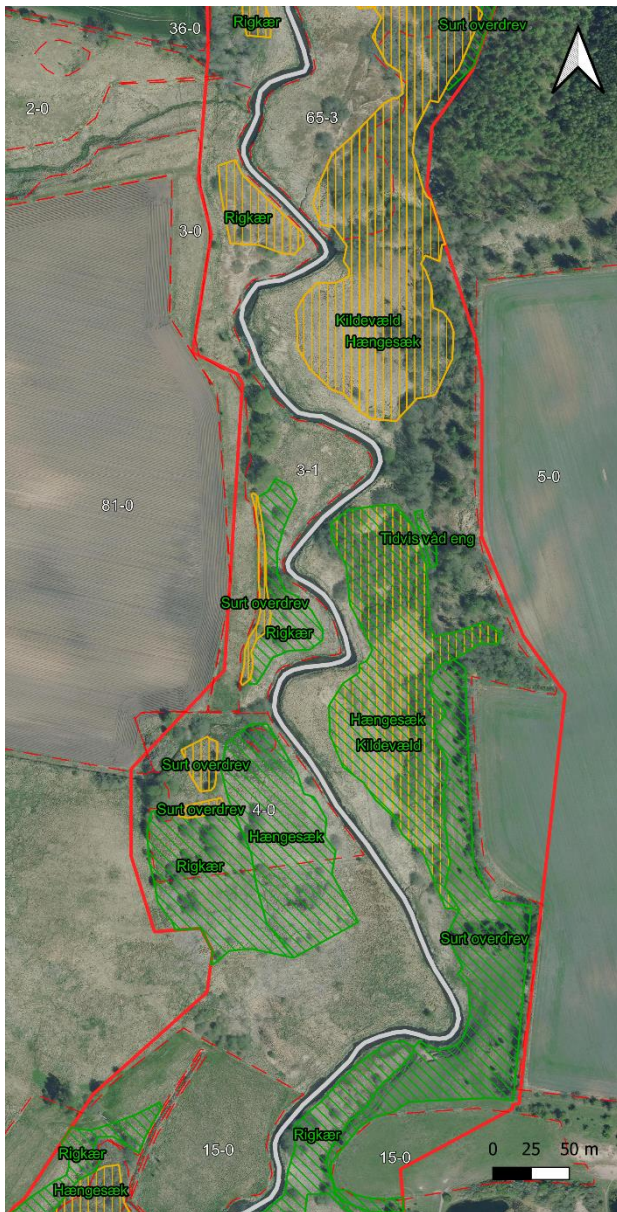 Rigkær
Surt overdrev
36-0
2-0
65-3
Rigkær
3-0
Kildevæld
Hængesæk
3-1
5-0
81-0
Tidvis våd eng
Surt overdrev
Rigkær
Hængesæk
Kildevæld
Surt overdrev
Surt overdrev
4-0
Hængesæk
Rigkær
Surt overdrev
Rigkær
15-0
Rigkær
15-0
Hængesæk
0 25 50 m